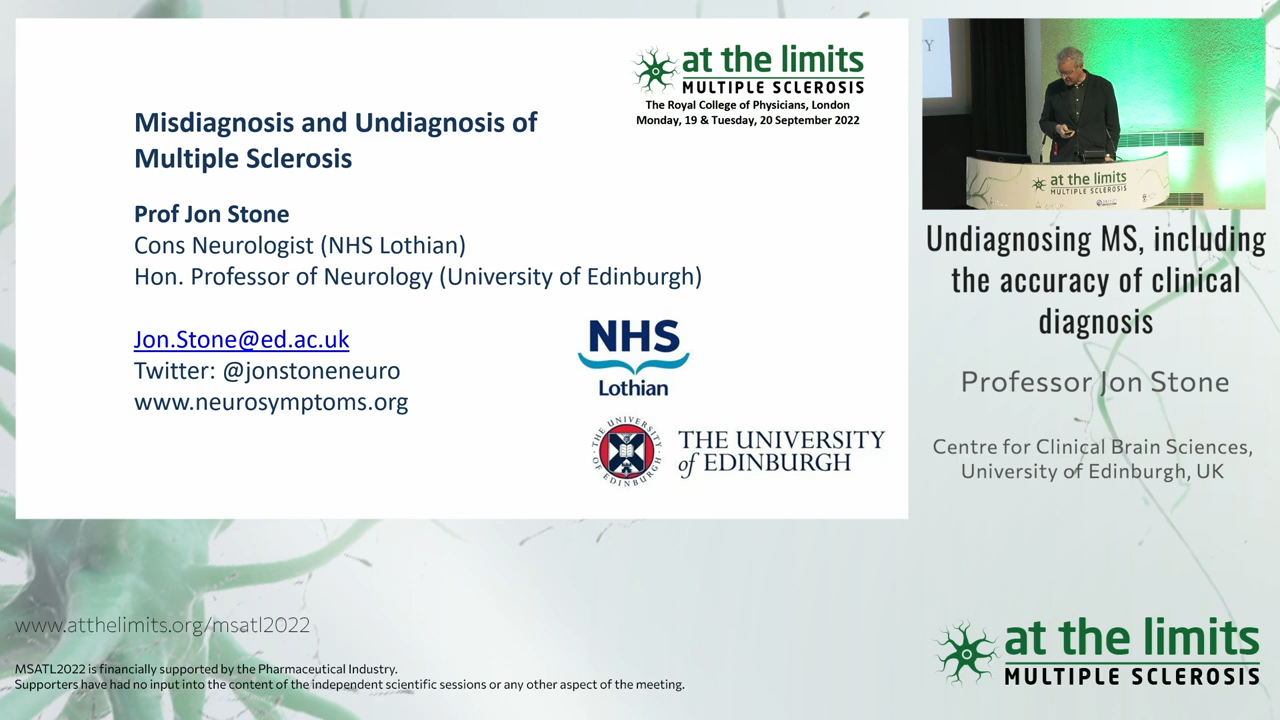 at the limits
MULTIPLE SCLEROSIS
The Royal College of Physicians, London
Monday, 19 & Tuesday, 20 September 2022
Misdiagnosis and Undiagnosis of
Multiple Sclerosis
Prof Jon Stone
Cons Neurologist (NHS Lothian)
Hon. Professor of Neurology (University of Edinburgh)
Jon.Stone@ed.ac.uk
Twitter: @jonstoneneuro
www.neurosymptoms.org
NHS
Lothian
THE UNIVERSITY OF EDINBURGH
THE UNIVERSITY
of EDINBURGH
Y
at the limits
MULTIPLE SCLEROSIS
Undiagnosing MS, including
the accuracy of clinical
diagnosis
Professor Jon Stone
Centre for Clinical Brain Sciences,
University of Edinburgh, UK
www.atthelimits.org/msatl2022
MSATL2022 is financially supported by the Pharmaceutical Industry.
Supporters have had no input into the content of the independent scientific sessions or any other aspect of the meeting.
at the limits
MULTIPLE SCLEROSIS